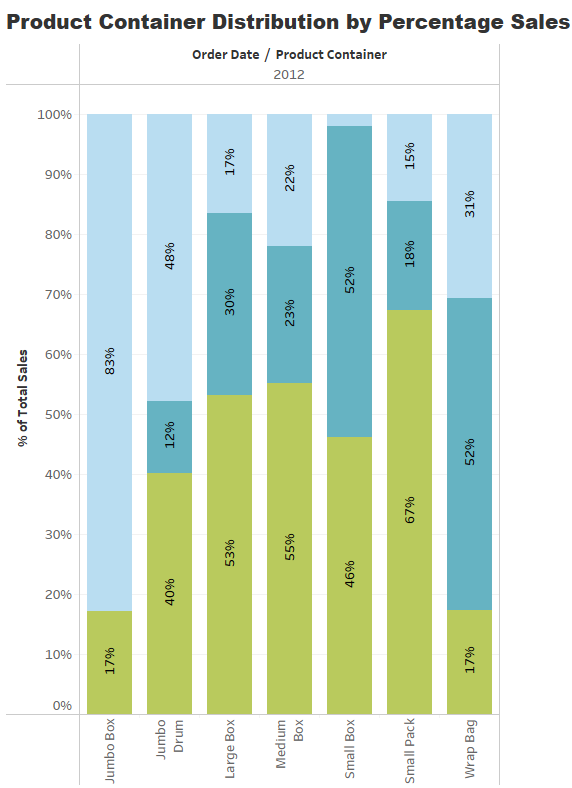 Product Container Distribution by Percentage Sales
Order Date / Product Container
2012
% of Total Sales
100%
90%
80%
70%
60%
50%
40%
30%
20%
10%
0%
83%
17%
48%
12%
40%
17%
30%
53%
22%
23%
55%
52%
46%
15%
18%
67%
31%
52%
17%
Jumbo Box
Jumbo
Drum
Large Box
Medium
Box
Small Box
Small Pack
Wrap Bag